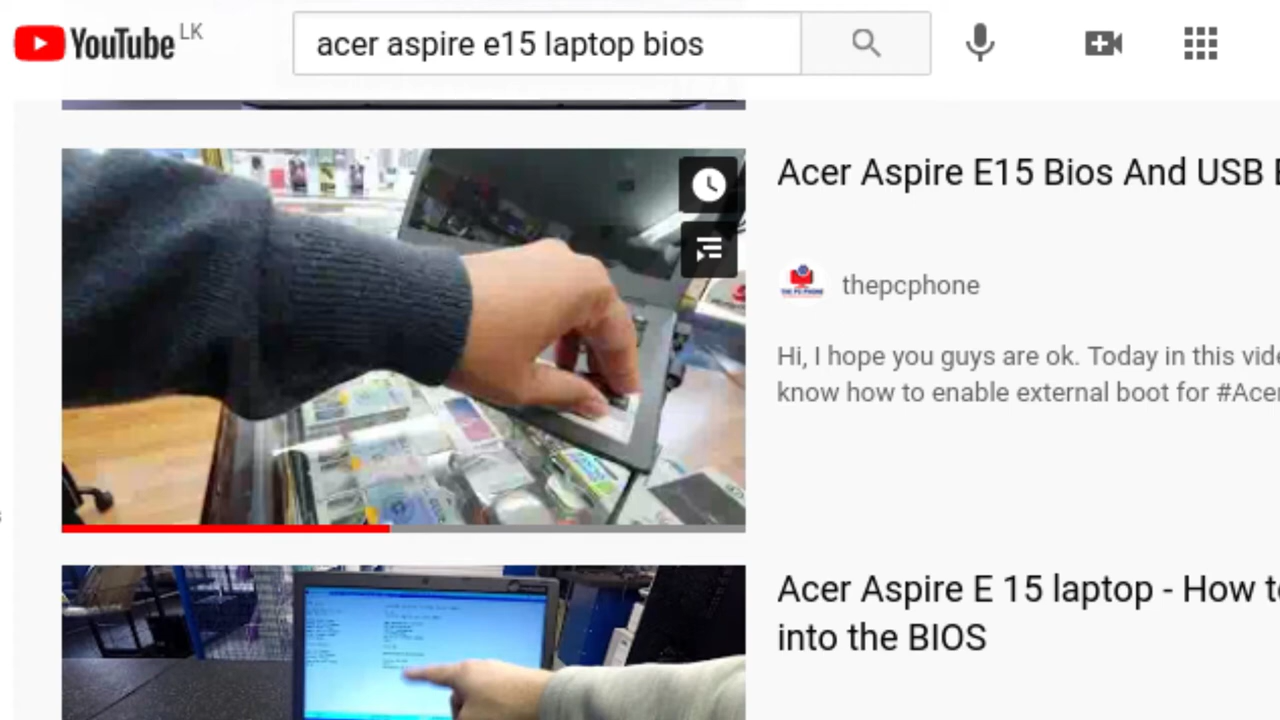 YouTube LK
acer aspire e15 laptop bios
Acer Aspire E15 Bios And USB
thepcphone
Hi, I hope you guys are ok. Today in this vide
know how to enable external boot for #Acer
Acer Aspire E 15 laptop - How to
into the BIOS